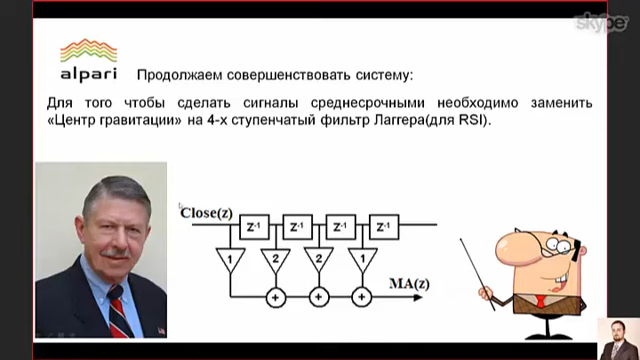 skype
alpari
Продолжаем совершенствовать систему:
Для того чтобы сделать сигналы среднесрочными необходимо заменить
«Центр гравитации» на 4-х ступенчатый фильтр Лаггера(для RSI).
Close(z)
Z-1 Z-1 Z-1 Z-1
1 2 2 1
+ + +
MA(z)